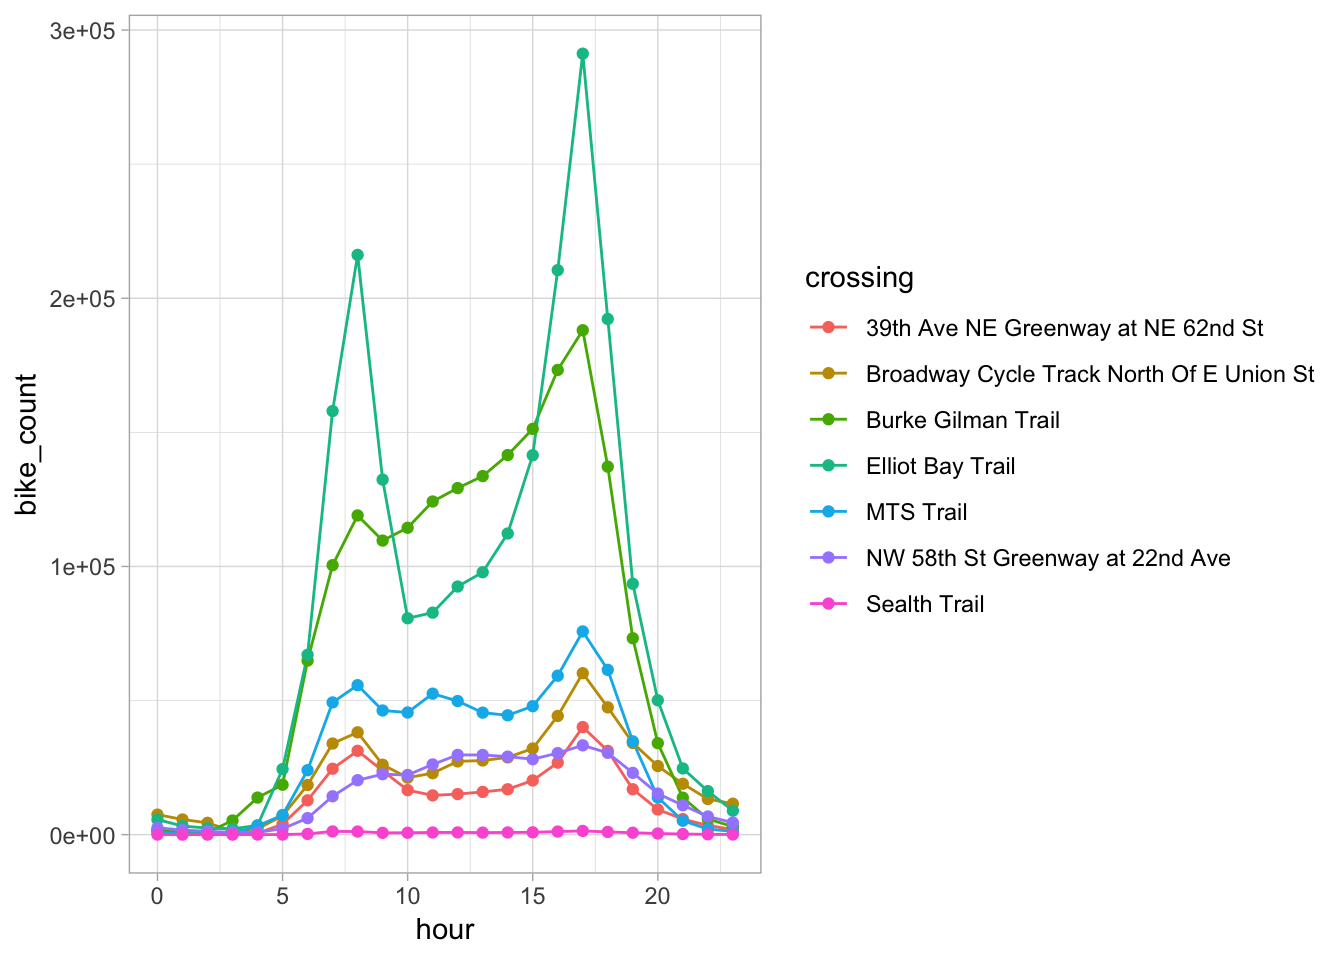 3e+05
2e+05
1e+05
0e+00
bike_count
0 5 10 15 20
hour
crossing
39th Ave NE Greenway at NE 62nd St
Broadway Cycle Track North Of E Union St
Burke Gilman Trail
Elliot Bay Trail
MTS Trail
NW 58th St Greenway at 22nd Ave
Sealth Trail